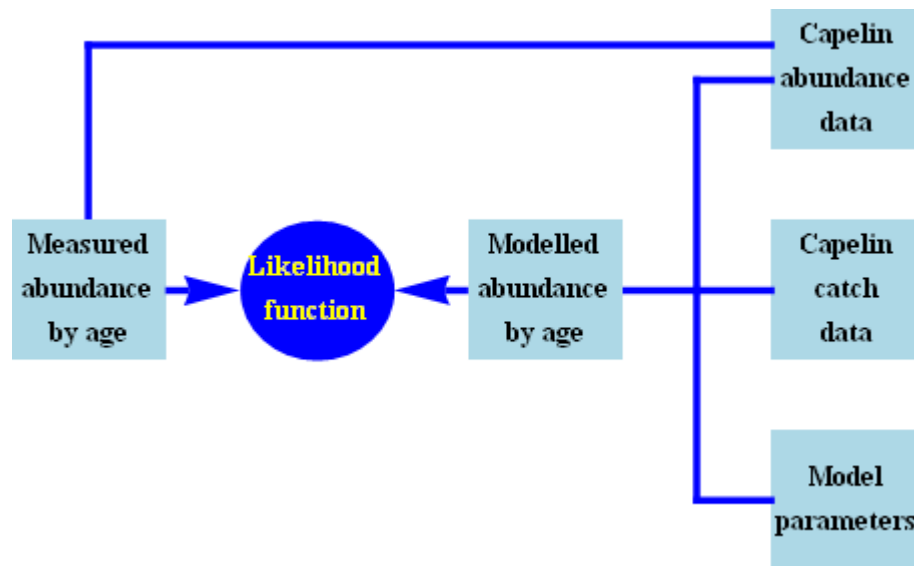 Capelin
abundance
data
Measured
abundance
by age
Likelihood
function
Modelled
abundance
by age
Capelin
catch
data
Model
parameters